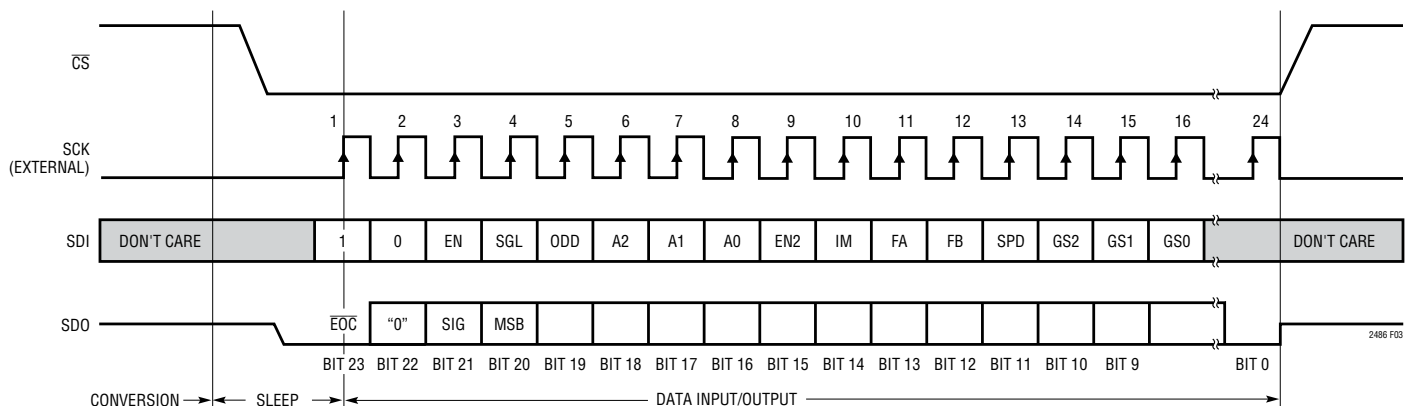 CS
1 2 3 4 5 6 7 8 9 10 11 12 13 14 15 16 24
SCK
(EXTERNAL)
SDI DON'T CARE 1 0 EN SGL ODD A2 A1 A0 EN2 IM FA FB SPD GS2 GS1 GS0 DON'T CARE
SDO EOC "0" SIG MSB
2486 F03
BIT 23 BIT 22 BIT 21 BIT 20 BIT 19 BIT 18 BIT 17 BIT 16 BIT 15 BIT 14 BIT 13 BIT 12 BIT 11 BIT 10 BIT 9 BIT 0
CONVERSION SLEEP DATA INPUT/OUTPUT